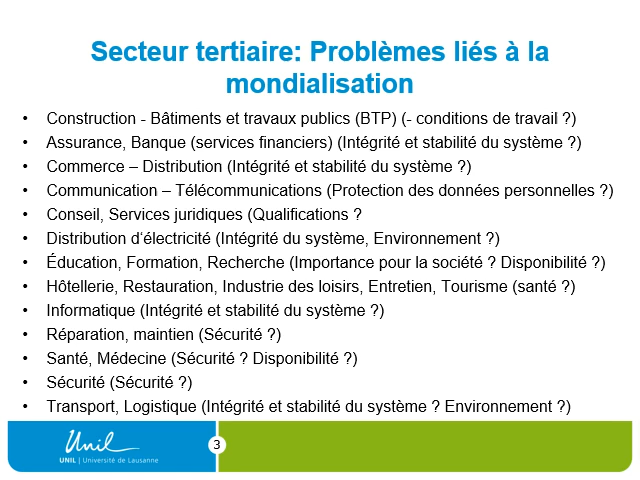 Secteur tertiaire: Problèmes liés à la
mondialisation
• Construction - Bâtiments et travaux publics (BTP) (- conditions de travail ?)
• Assurance, Banque (services financiers) (Intégrité et stabilité du système ?)
• Commerce – Distribution (Intégrité et stabilité du système ?)
• Communication – Télécommunications (Protection des données personnelles ?)
• Conseil, Services juridiques (Qualifications ?
• Distribution d‘électricité (Intégrité du système, Environnement ?)
• Éducation, Formation, Recherche (Importance pour la société ? Disponibilité ?)
• Hôtellerie, Restauration, Industrie des loisirs, Entretien, Tourisme (santé ?)
• Informatique (Intégrité et stabilité du système ?)
• Réparation, maintien (Sécurité ?)
• Santé, Médecine (Sécurité ? Disponibilité ?)
• Sécurité (Sécurité ?)
• Transport, Logistique (Intégrité et stabilité du système ? Environnement ?)
Unil
UNIL | Université de Lausanne
3